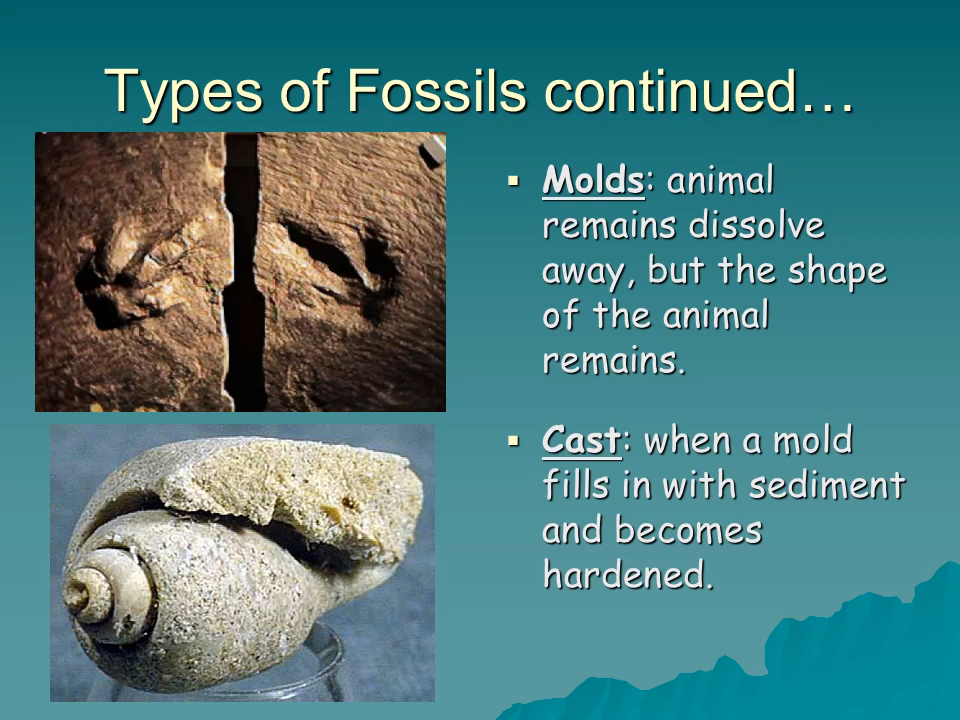 Types of Fossils continued…
▪ Molds: animal
remains dissolve
away, but the shape
of the animal
remains.
▪ Cast: when a mold
fills in with sediment
and becomes
hardened.